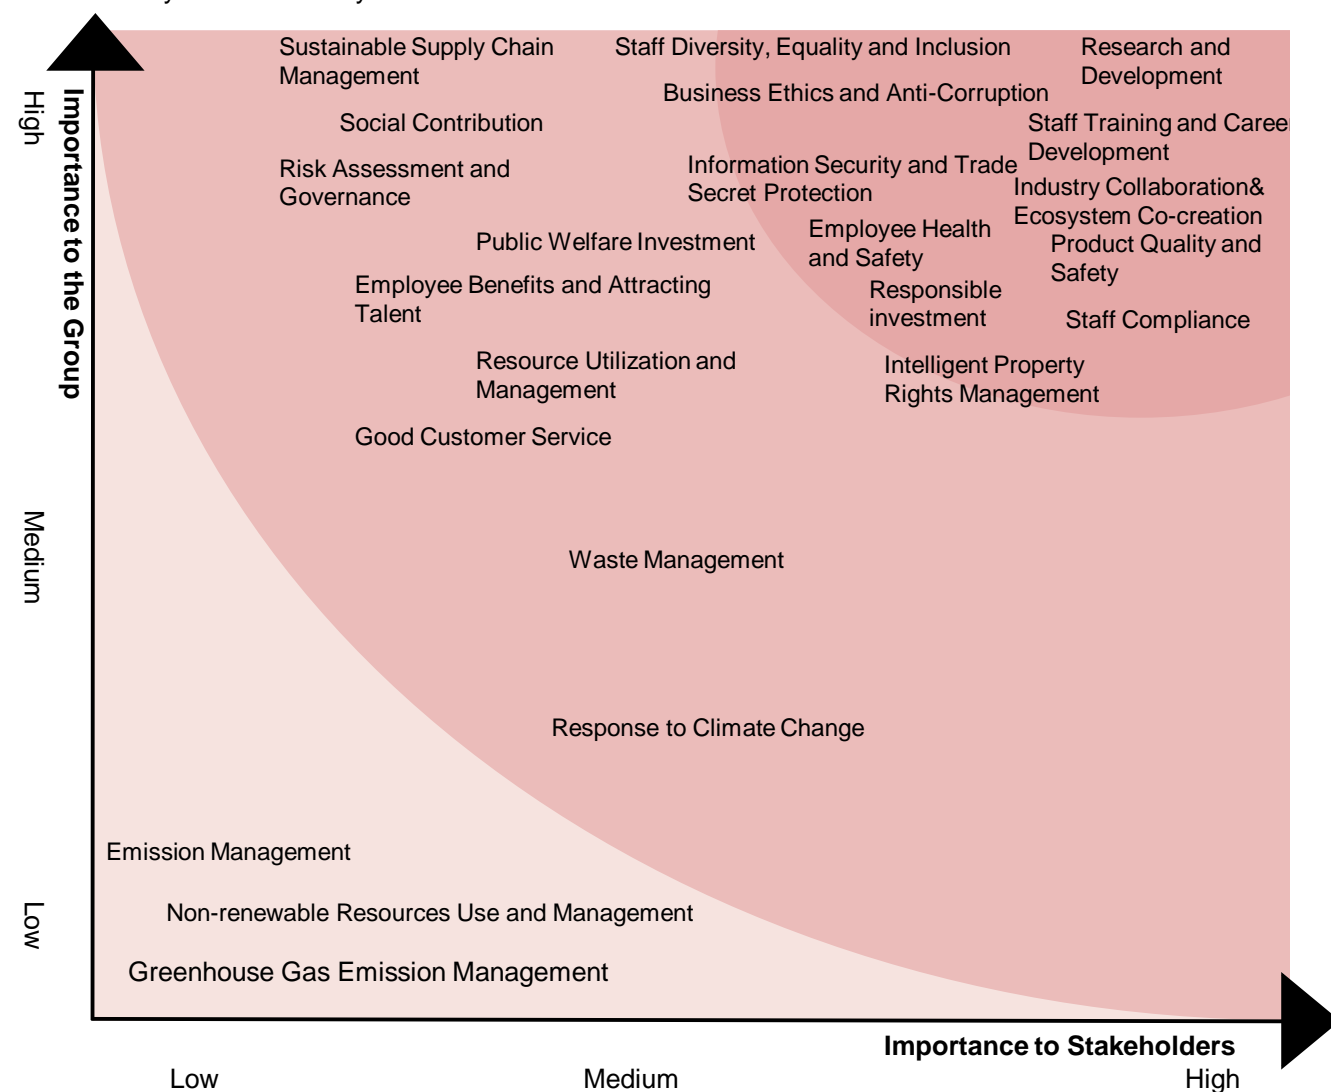 Sustainable Supply Chain
Management
Staff Diversity, Equality and Inclusion
Research and
Development
Business Ethics and Anti-Corruption
Social Contribution
Staff Training and Career
Development
Risk Assessment and
Governance
Information Security and Trade
Secret Protection
Industry Collaboration&
Ecosystem Co-creation
Public Welfare Investment
Employee Health
and Safety
Product Quality and
Safety
Employee Benefits and Attracting
Talent
Responsible
investment
Staff Compliance
Resource Utilization and
Management
Intelligent Property
Rights Management
Good Customer Service
Waste Management
Response to Climate Change
Emission Management
Non-renewable Resources Use and Management
Greenhouse Gas Emission Management
High
Importance to the Group
Medium
Low
Importance to Stakeholders
Low
Medium
High